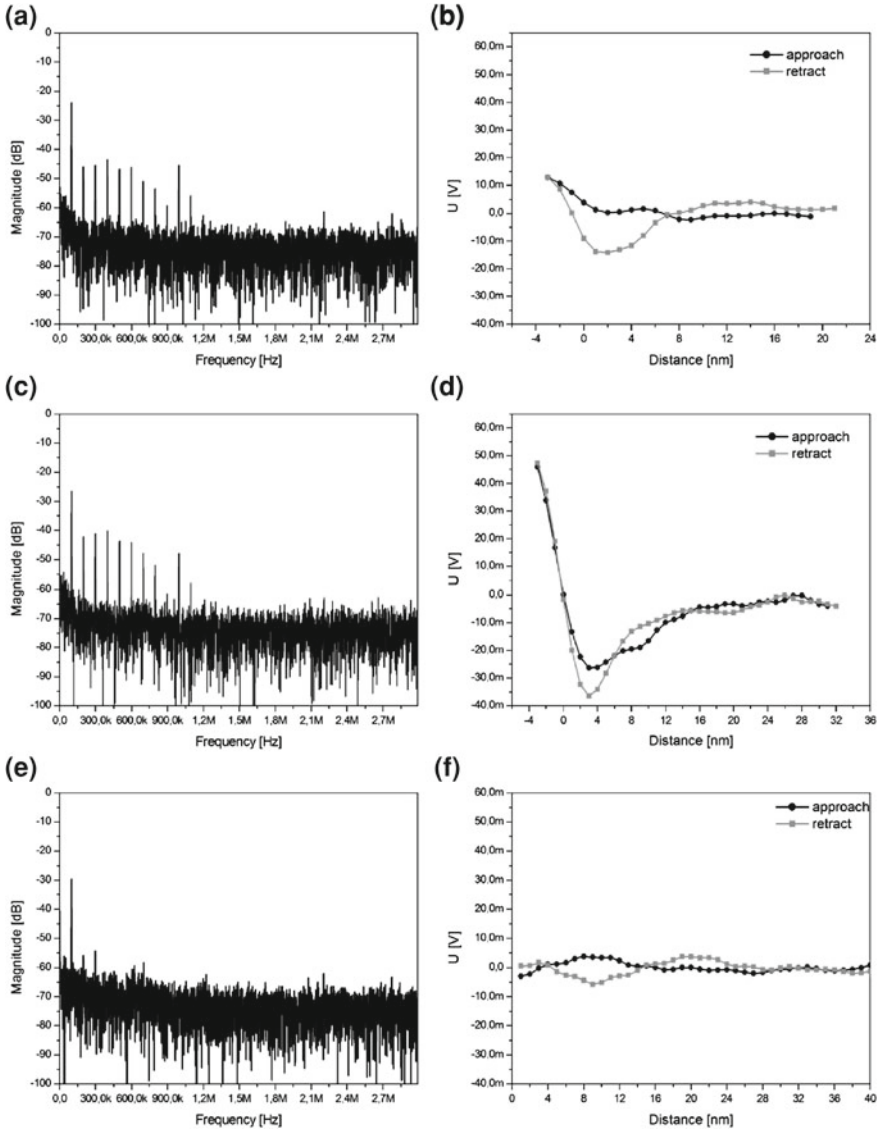 (a)
0
-10
-20
-30
-40
-50
-60
-70
-80
-90
-100
Magnitude [dB]
0,0 300,0k 600,0k 900,0k 1,2M 1,5M 1,8M 2,1M 2,4M 2,7M
Frequency [Hz]
(b)
60,0m
50,0m
40,0m
30,0m
20,0m
10,0m
0,0
-10,0m
-20,0m
-30,0m
-40,0m
U [V]
approach
retract
-4 0 4 8 12 16 20 24
Distance [nm]
(c)
0
-10
-20
-30
-40
-50
-60
-70
-80
-90
-100
Magnitude [dB]
0,0 300,0k 600,0k 900,0k 1,2M 1,5M 1,8M 2,1M 2,4M 2,7M
Frequency [Hz]
(d)
60,0m
50,0m
40,0m
30,0m
20,0m
10,0m
0,0
-10,0m
-20,0m
-30,0m
-40,0m
U [V]
approach
retract
-4 0 4 8 12 16 20 24 28 32 36
Distance [nm]
(e)
0
-10
-20
-30
-40
-50
-60
-70
-80
-90
-100
Magnitude [dB]
0,0 300,0k 600,0k 900,0k 1,2M 1,5M 1,8M 2,1M 2,4M 2,7M
Frequency [Hz]
(f)
60,0m
50,0m
40,0m
30,0m
20,0m
10,0m
0,0
-10,0m
-20,0m
-30,0m
-40,0m
U [V]
approach
retract
0 4 8 12 16 20 24 28 32 36 40
Distance [nm]